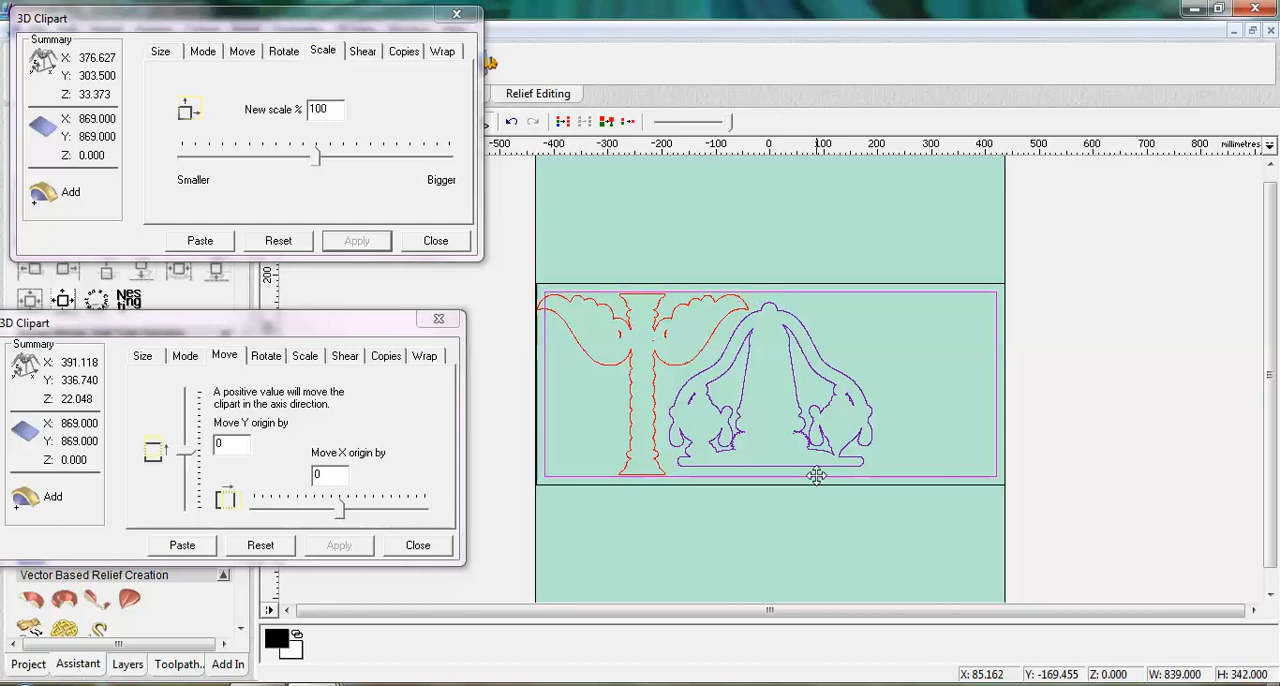 3D Clipart
Summary
X: 376.627
Y: 303.500
Z: 33.373
X: 869.000
Y: 869.000
Z: 0.000
Add
Size Mode Move Rotate Scale Shear Copies Wrap
New scale % 100
Smaller Bigger
Paste Reset Apply Close
Relief Editing
-500 -400 -300 -200 -100 0 100 200 300 400 500 600 700 800 millimetres
200
NES
ting
3D Clipart
Summary
X: 391.118
Y: 336.740
Z: 22.048
X: 869.000
Y: 869.000
Z: 0.000
Add
Size Mode Move Rotate Scale Shear Copies Wrap
A positive value will move the
clipart in the axis direction.
Move Y origin by
0
Move X origin by
0
Paste Reset Apply Close
Vector Based Relief Creation
Project Assistant Layers Toolpath... Add In
X: 85.162 Y: -169.455 Z: 0.000 W: 839.000 H: 342.000